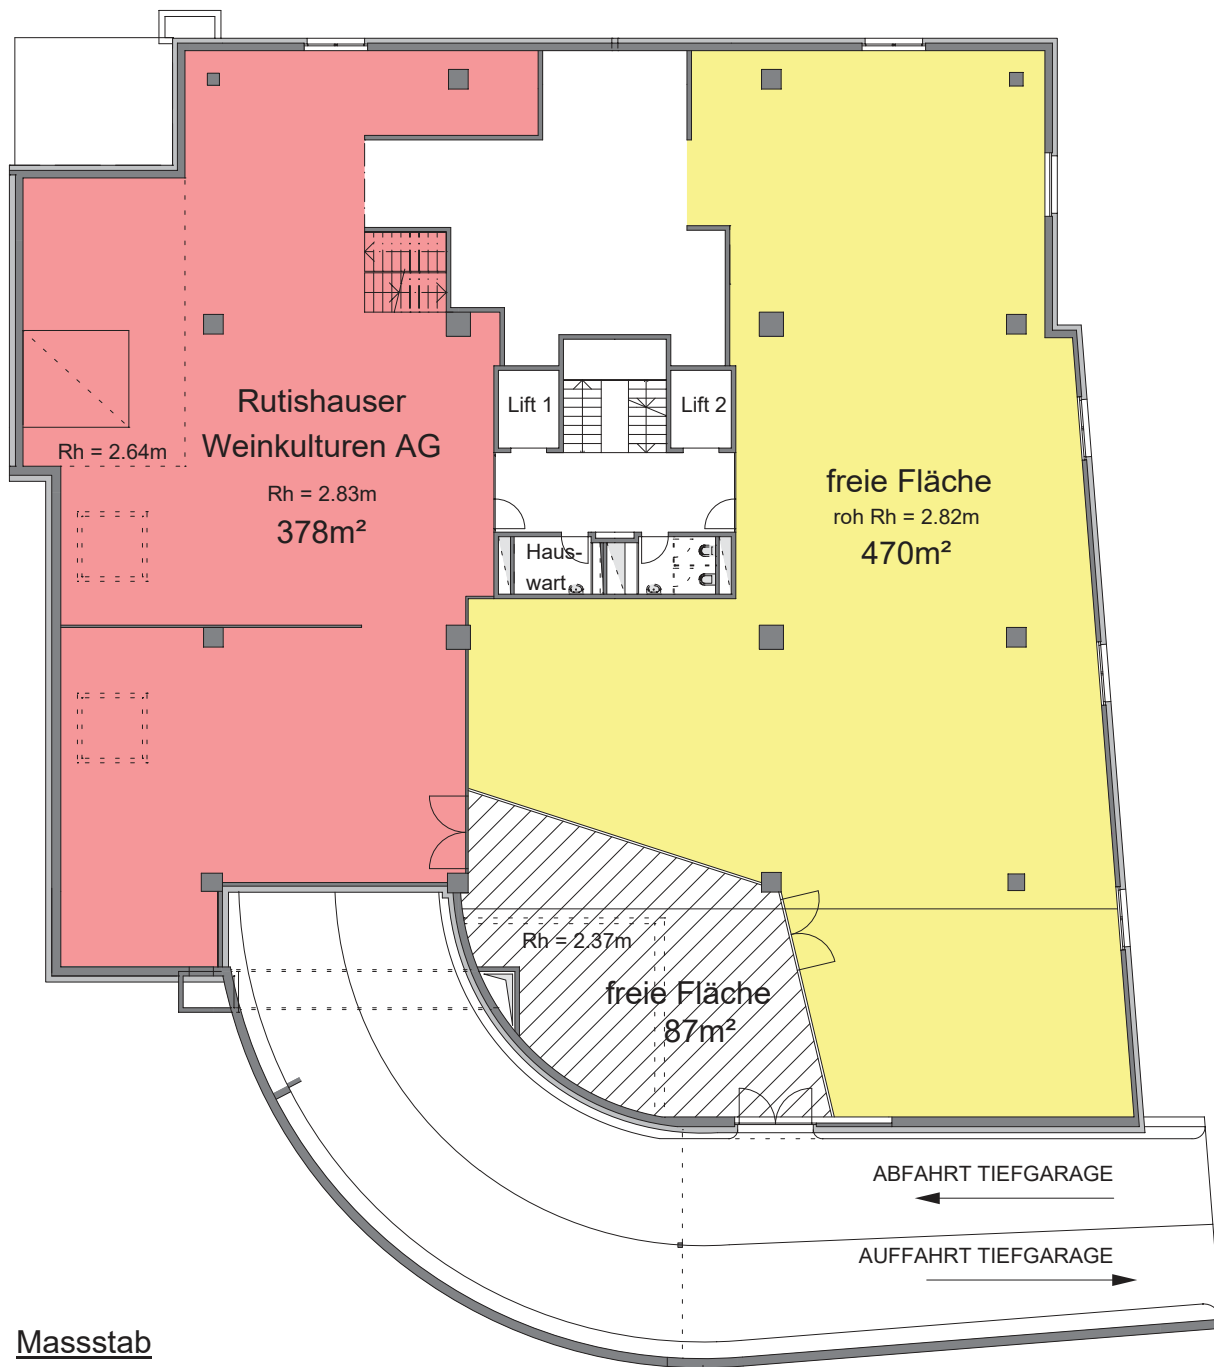 Lift 1
Lift 2
Rutishauser
Weinkulturen AG
Rh = 2.64m
Rh = 2.83m
378m²
freie Fläche
roh Rh = 2.82m
470m²
Haus-
wart
Rh = 2.37m
freie Fläche
87m²
ABFAHRT TIEFGARAGE
AUFFAHRT TIEFGARAGE
Massstab